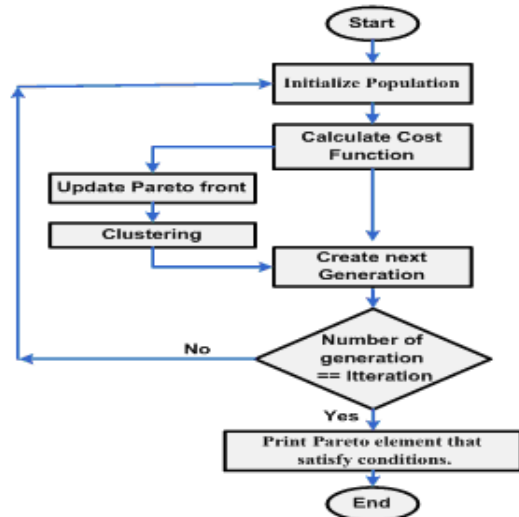 Start
Initialize Population
Calculate Cost
Function
Update Pareto front
Clustering
Create next
Generation
Number of
generation
== Itteration
No
Yes
Print Pareto element that
satisfy conditions.
End